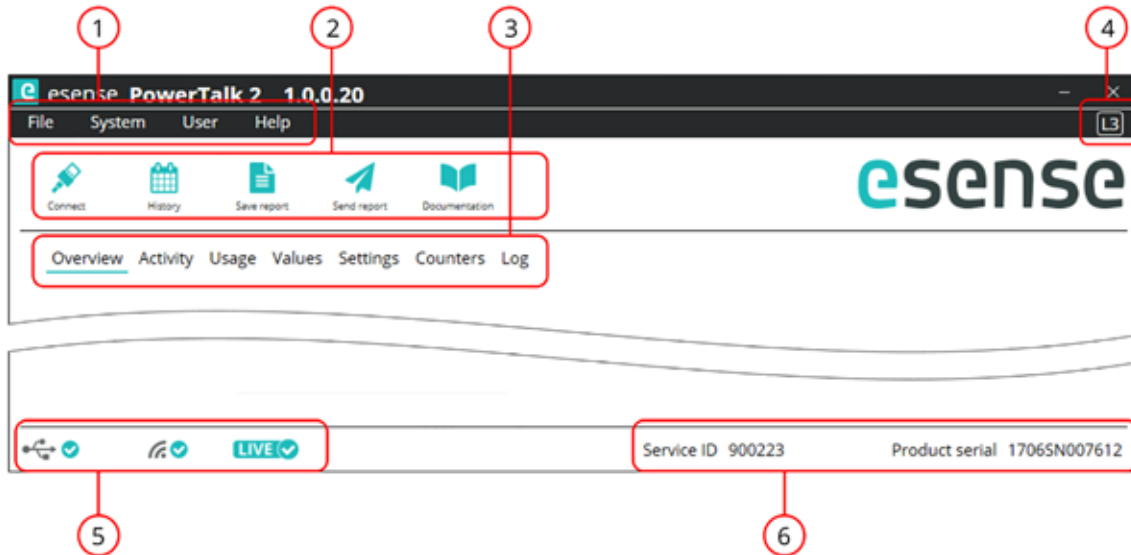 1 2 3 4
esense PowerTalk 2 1.0.0.20
File System User Help L3
esense
Connect History Save report Send report Documentation
Overview Activity Usage Values Settings Counters Log
LIVE Service ID 900223 Product serial 1706SN007612
5 6